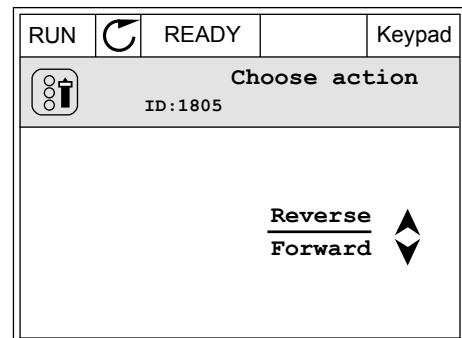 RUN READY Keypad
Choose action
ID:1805
Reverse
Forward